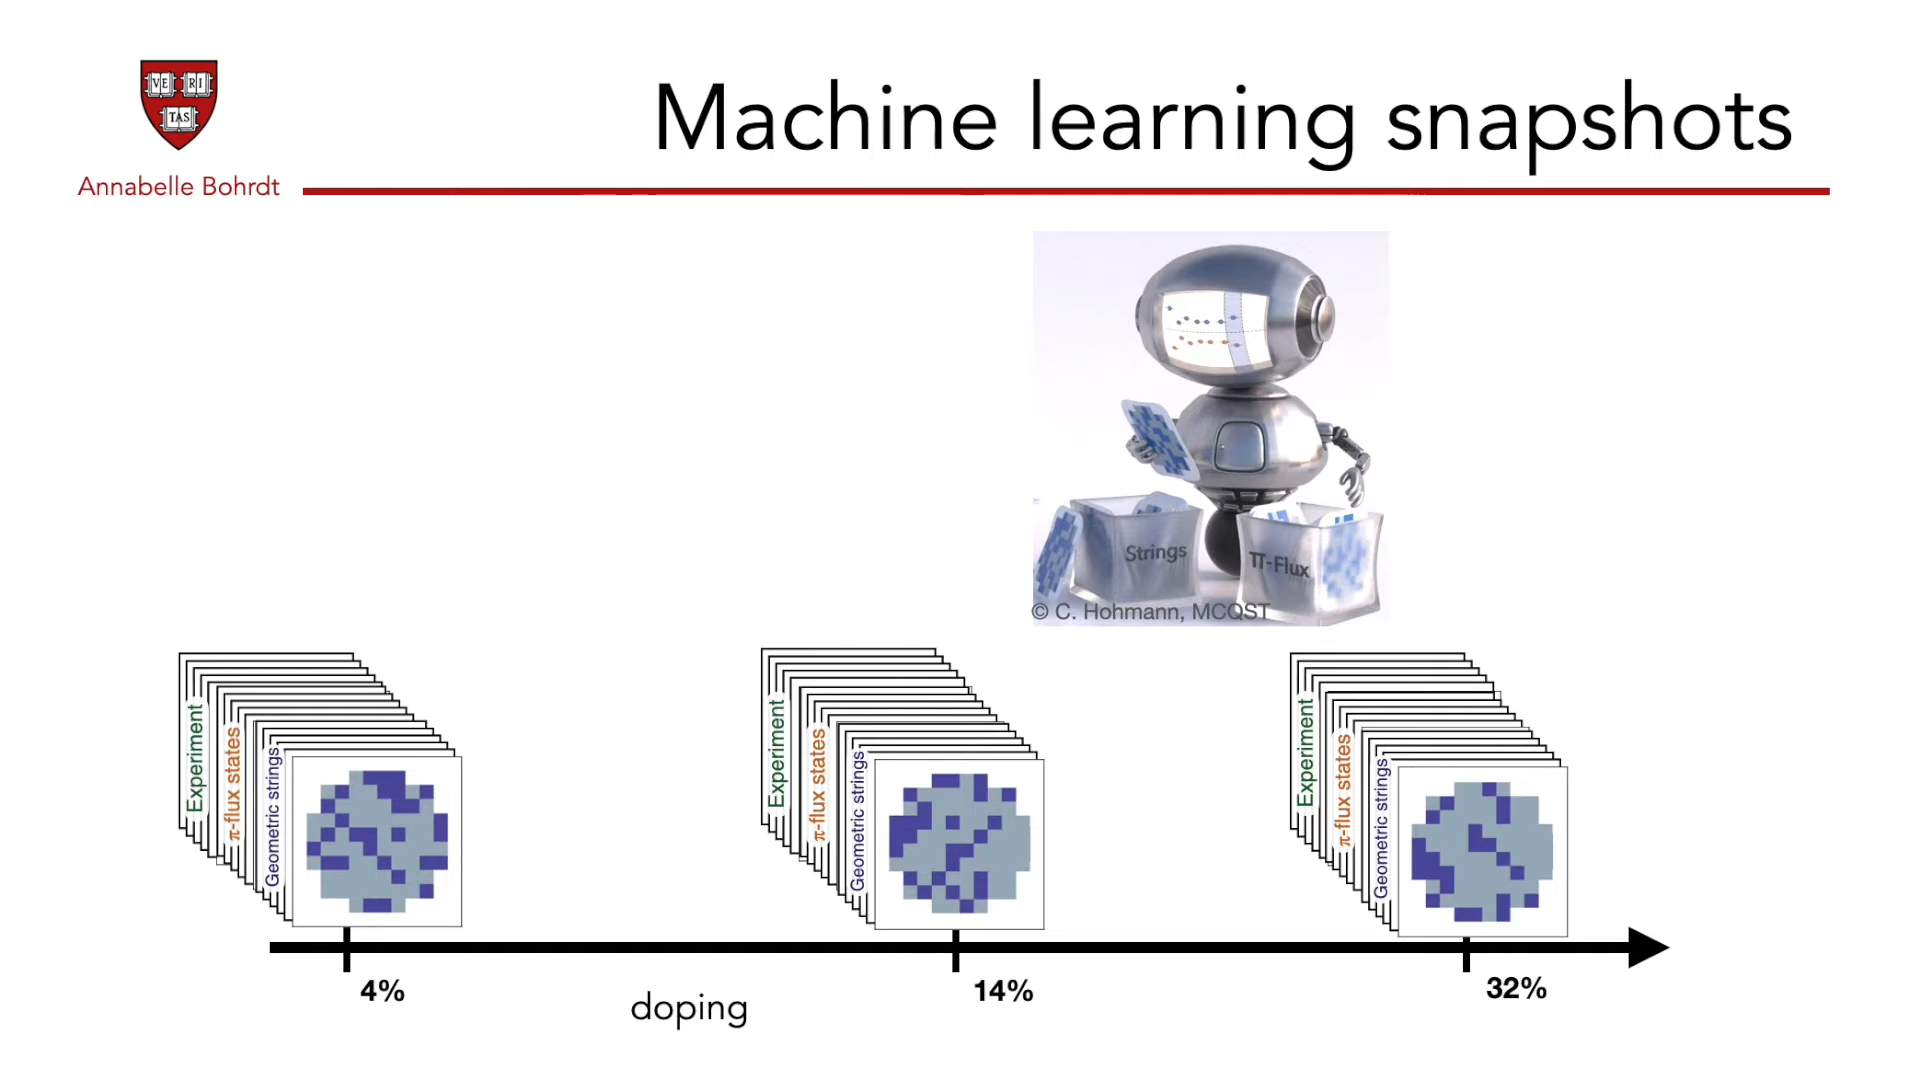 VE RI
TAS
Annabelle Bohrdt
Machine learning snapshots
Strings
π-Flux
© C. Hohmann, MCQST
Experiment
π-flux states
Geometric strings
Experiment
π-flux states
Geometric strings
Experiment
π-flux states
Geometric strings
4%
14%
32%
doping